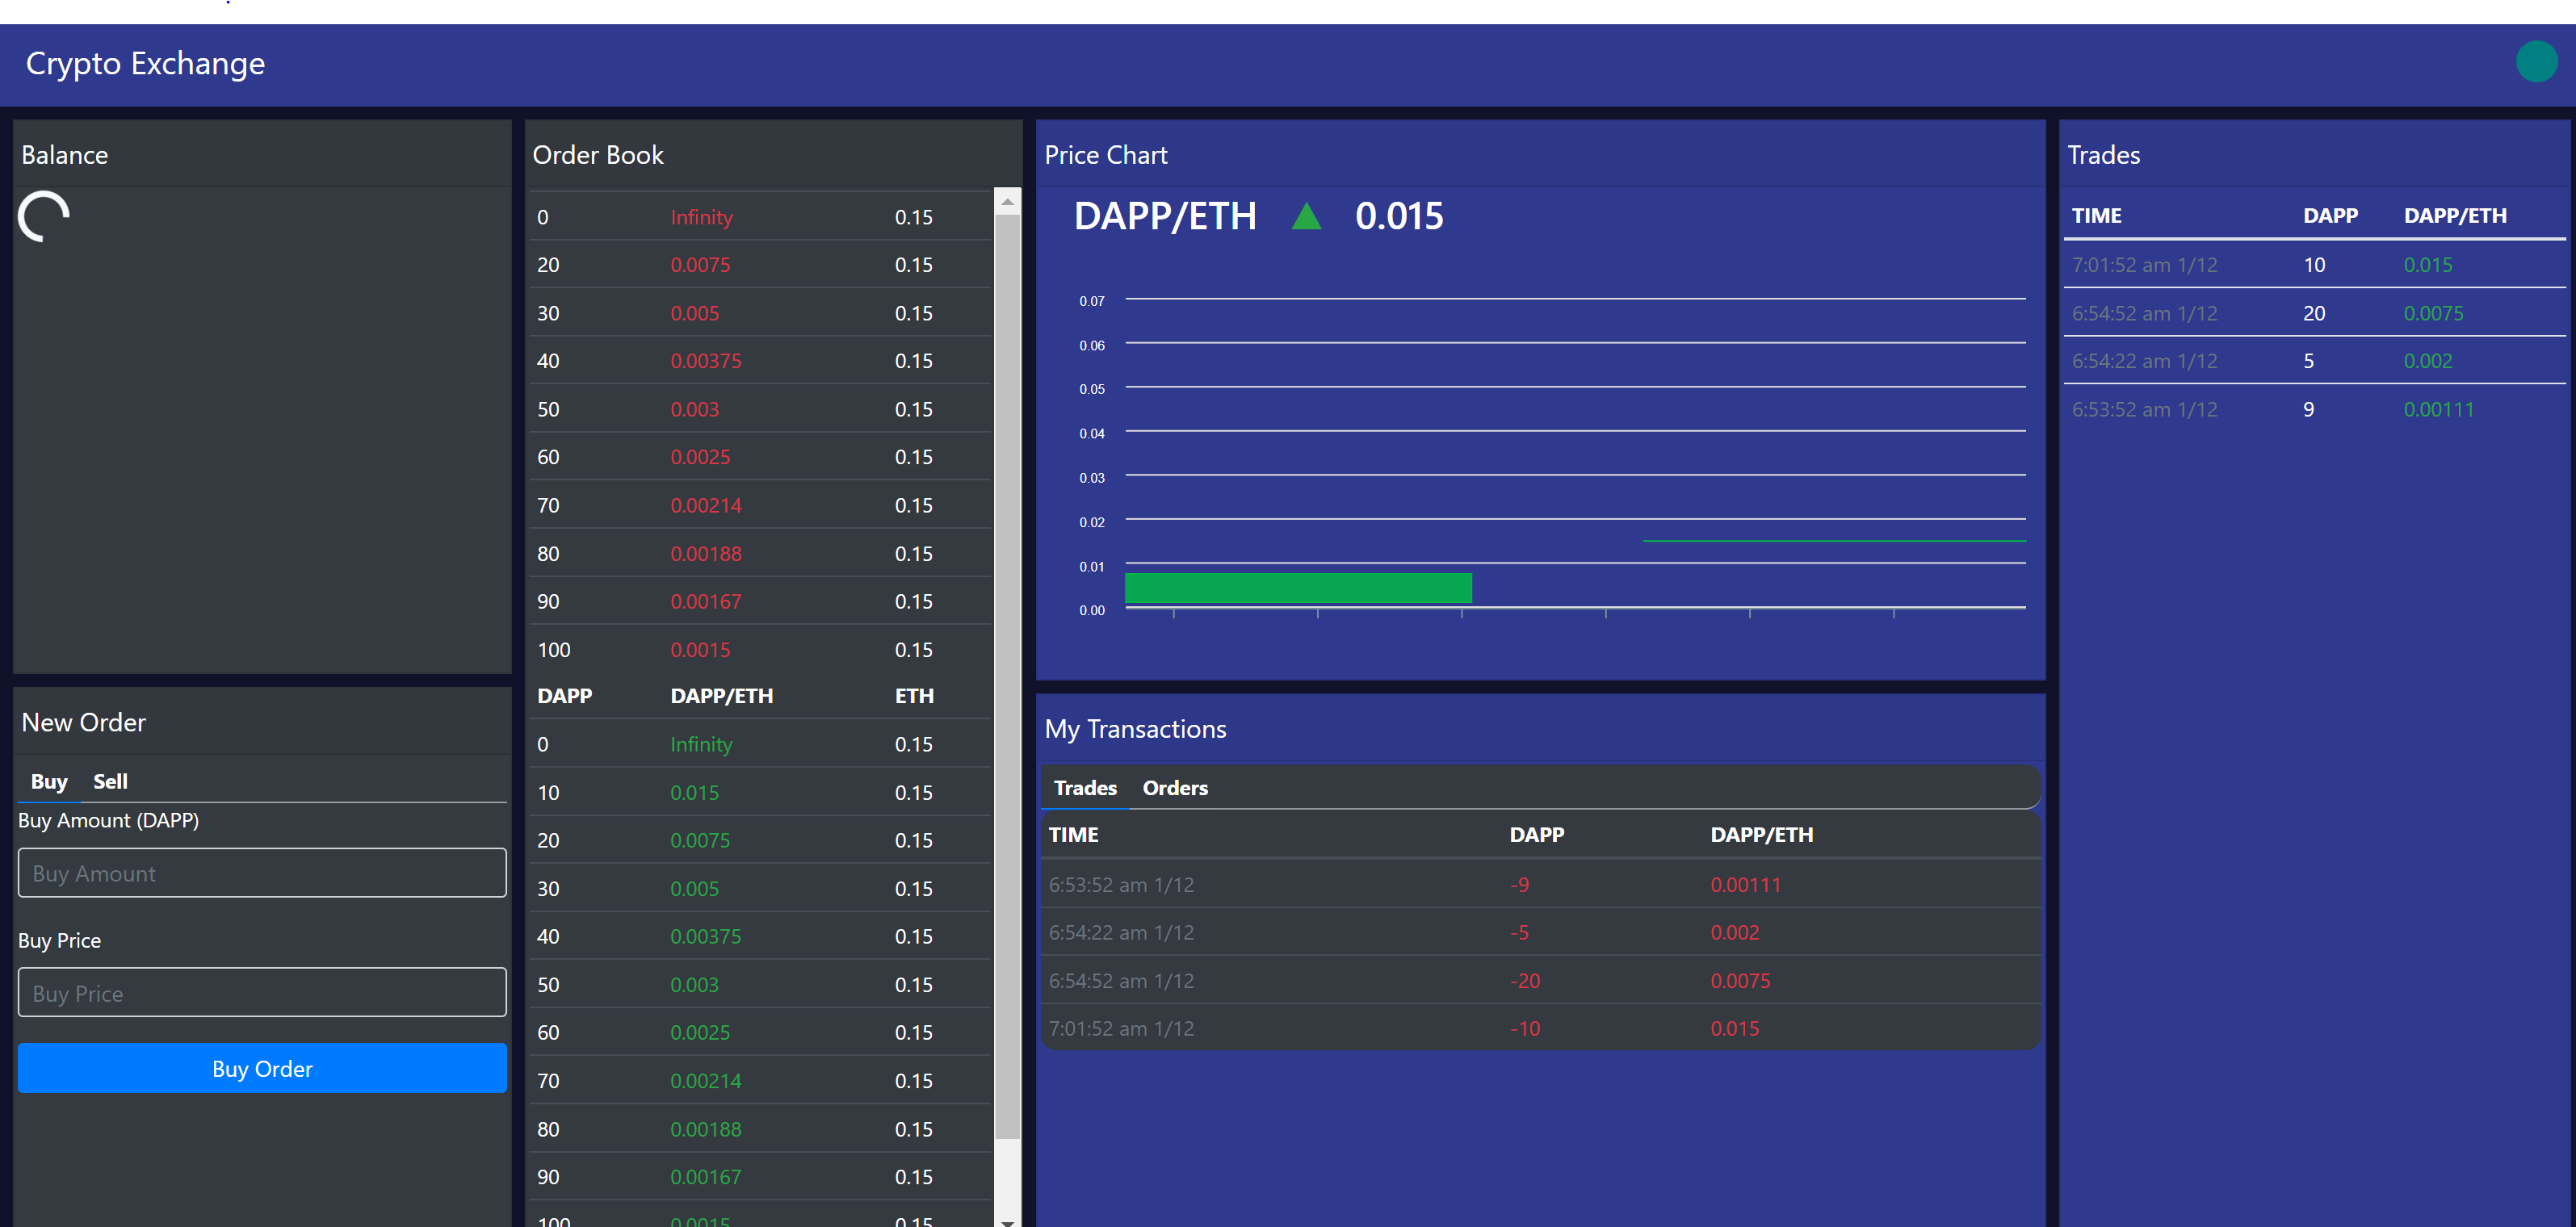 Crypto Exchange
Balance
New Order
Buy Sell
Buy Amount (DAPP)
Buy Amount
Buy Price
Buy Price
Buy Order
Order Book
0 Infinity 0.15
20 0.0075 0.15
30 0.005 0.15
40 0.00375 0.15
50 0.003 0.15
60 0.0025 0.15
70 0.00214 0.15
80 0.00188 0.15
90 0.00167 0.15
100 0.0015 0.15
DAPP DAPP/ETH ETH
0 Infinity 0.15
10 0.015 0.15
20 0.0075 0.15
30 0.005 0.15
40 0.00375 0.15
50 0.003 0.15
60 0.0025 0.15
70 0.00214 0.15
80 0.00188 0.15
90 0.00167 0.15
100 0.0015 0.15
Price Chart
DAPP/ETH ▲ 0.015
0.07
0.06
0.05
0.04
0.03
0.02
0.01
0.00
My Transactions
Trades Orders
TIME DAPP DAPP/ETH
6:53:52 am 1/12 -9 0.00111
6:54:22 am 1/12 -5 0.002
6:54:52 am 1/12 -20 0.0075
7:01:52 am 1/12 -10 0.015
Trades
TIME DAPP DAPP/ETH
7:01:52 am 1/12 10 0.015
6:54:52 am 1/12 20 0.0075
6:54:22 am 1/12 5 0.002
6:53:52 am 1/12 9 0.00111